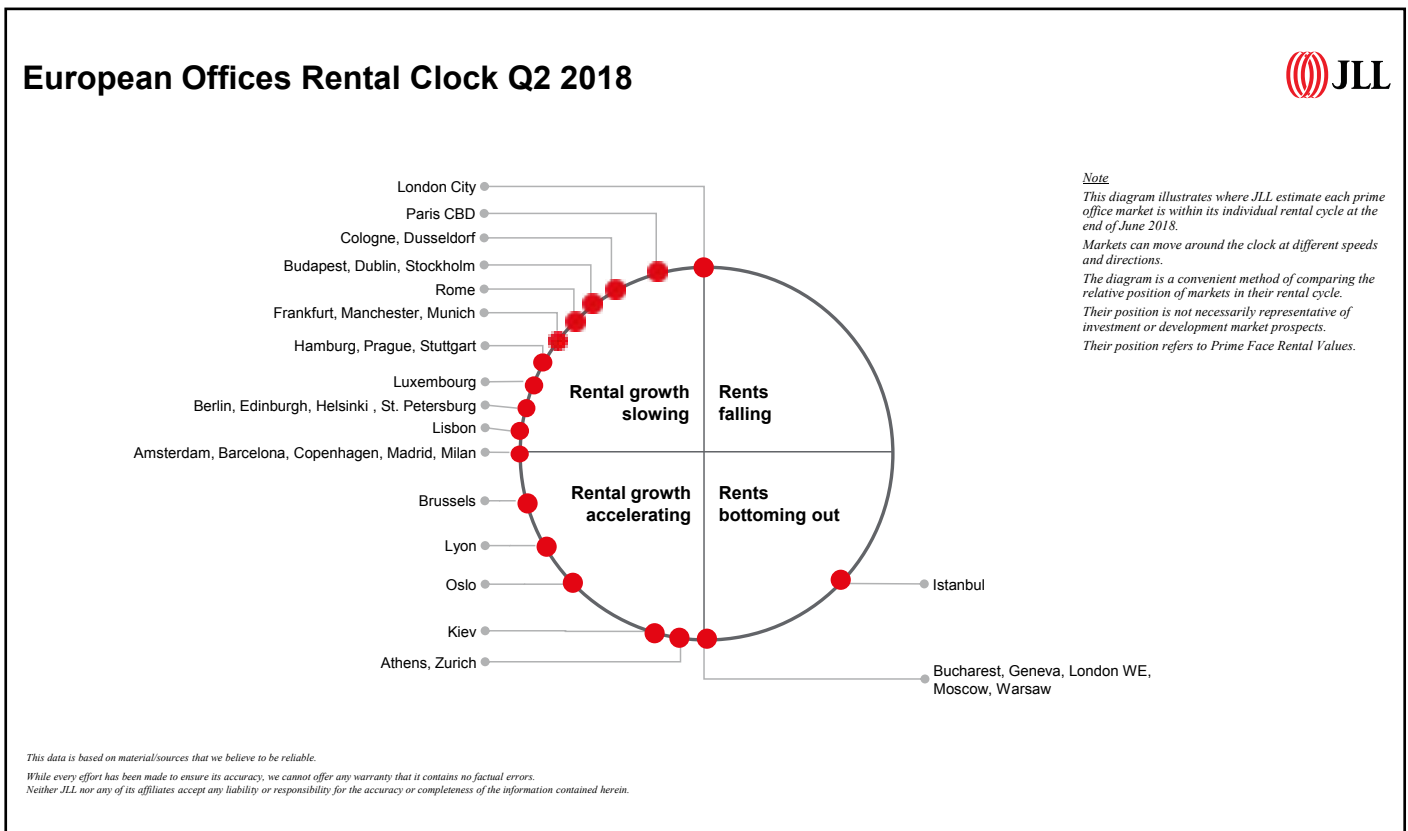 European Offices Rental Clock Q2 2018
JLL
London City
Paris CBD
Cologne, Dusseldorf
Budapest, Dublin, Stockholm
Rome
Frankfurt, Manchester, Munich
Hamburg, Prague, Stuttgart
Luxembourg
Berlin, Edinburgh, Helsinki , St. Petersburg
Lisbon
Amsterdam, Barcelona, Copenhagen, Madrid, Milan
Brussels
Lyon
Oslo
Kiev
Athens, Zurich
Rental growth
slowing
Rents
falling
Rental growth
accelerating
Rents
bottoming out
Istanbul
Bucharest, Geneva, London WE,
Moscow, Warsaw
Note
This diagram illustrates where JLL estimate each prime
office market is within its individual rental cycle at the
end of June 2018.
Markets can move around the clock at different speeds
and directions.
The diagram is a convenient method of comparing the
relative position of markets in their rental cycle.
Their position is not necessarily representative of
investment or development market prospects.
Their position refers to Prime Face Rental Values.
This data is based on material/sources that we believe to be reliable.
While every effort has been made to ensure its accuracy, we cannot offer any warranty that it contains no factual errors.
Neither JLL nor any of its affiliates accept any liability or responsibility for the accuracy or completeness of the information contained herein.